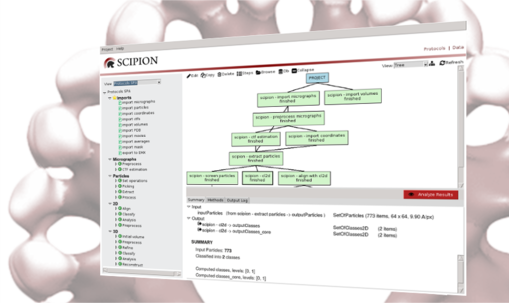 Project Help
SCIPION
Protocols | Data
View Protocols SPA
Edit Copy Delete Steps Browse Db Collapse
View: Tree Refresh
Protocols SPA
Imports
import micrographs
import particles
import coordinates
import ctfs
import volumes
import PDB
import movies
import averages
import mask
export to EMX
Micrographs
Preprocess
CTF estimation
Particles
Picking
Extract
Process
2D
Align
Classify
Analysis
Preprocess
3D
Initial volume
Preprocess
Refine
Classify
Analysis
Reconstruct
PROJECT
scipion - import micrographs
finished
scipion - import volumes
finished
scipion - preprocess micrographs
finished
scipion - ctf estimation
finished
scipion - import coordinates
finished
scipion - extract particles
finished
scipion - screen particles
finished
scipion - cl2d
finished
scipion - align with cl2d
finished
Analyze Results
Summary Methods Output Log
Input
inputParticles (from scipion - extract particles -> outputParticles ) SetOfParticles (773 items, 64 x 64, 9.90 A/px)
Output
scipion - cl2d -> outputClasses SetOfClasses2D (2 items)
scipion - cl2d -> outputClasses_core SetOfClasses2D (2 items)
SUMMARY
Input Particles: 773
Classified into 2 classes
Computed classes, levels: [0, 1]
Computed classes_core, levels: [0, 1]